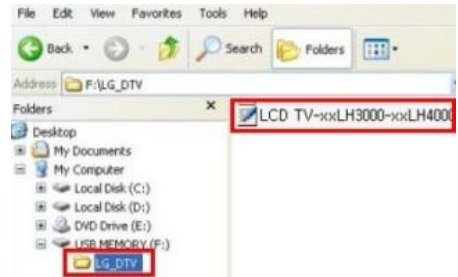 File Edit View Favorites Tools Help
Back Search Folders
Address F:\LG_DTV
Folders × LCD TV-xxLH3000-xxLH4000
Desktop
My Documents
My Computer
Local Disk (C:)
Local Disk (D:)
DVD Drive (E:)
USB MEMORY (F:)
LG_DTV